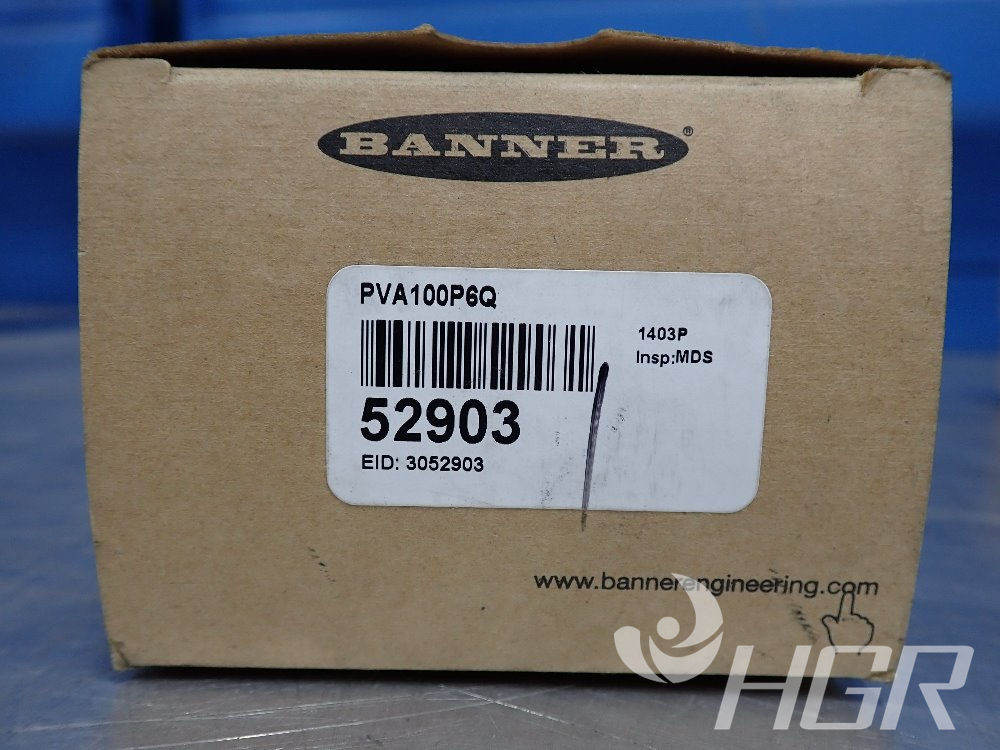 BANNER®
PVA100P6Q
1403P
Insp:MDS
52903
EID: 3052903
www.bannerengineering.com
HGR